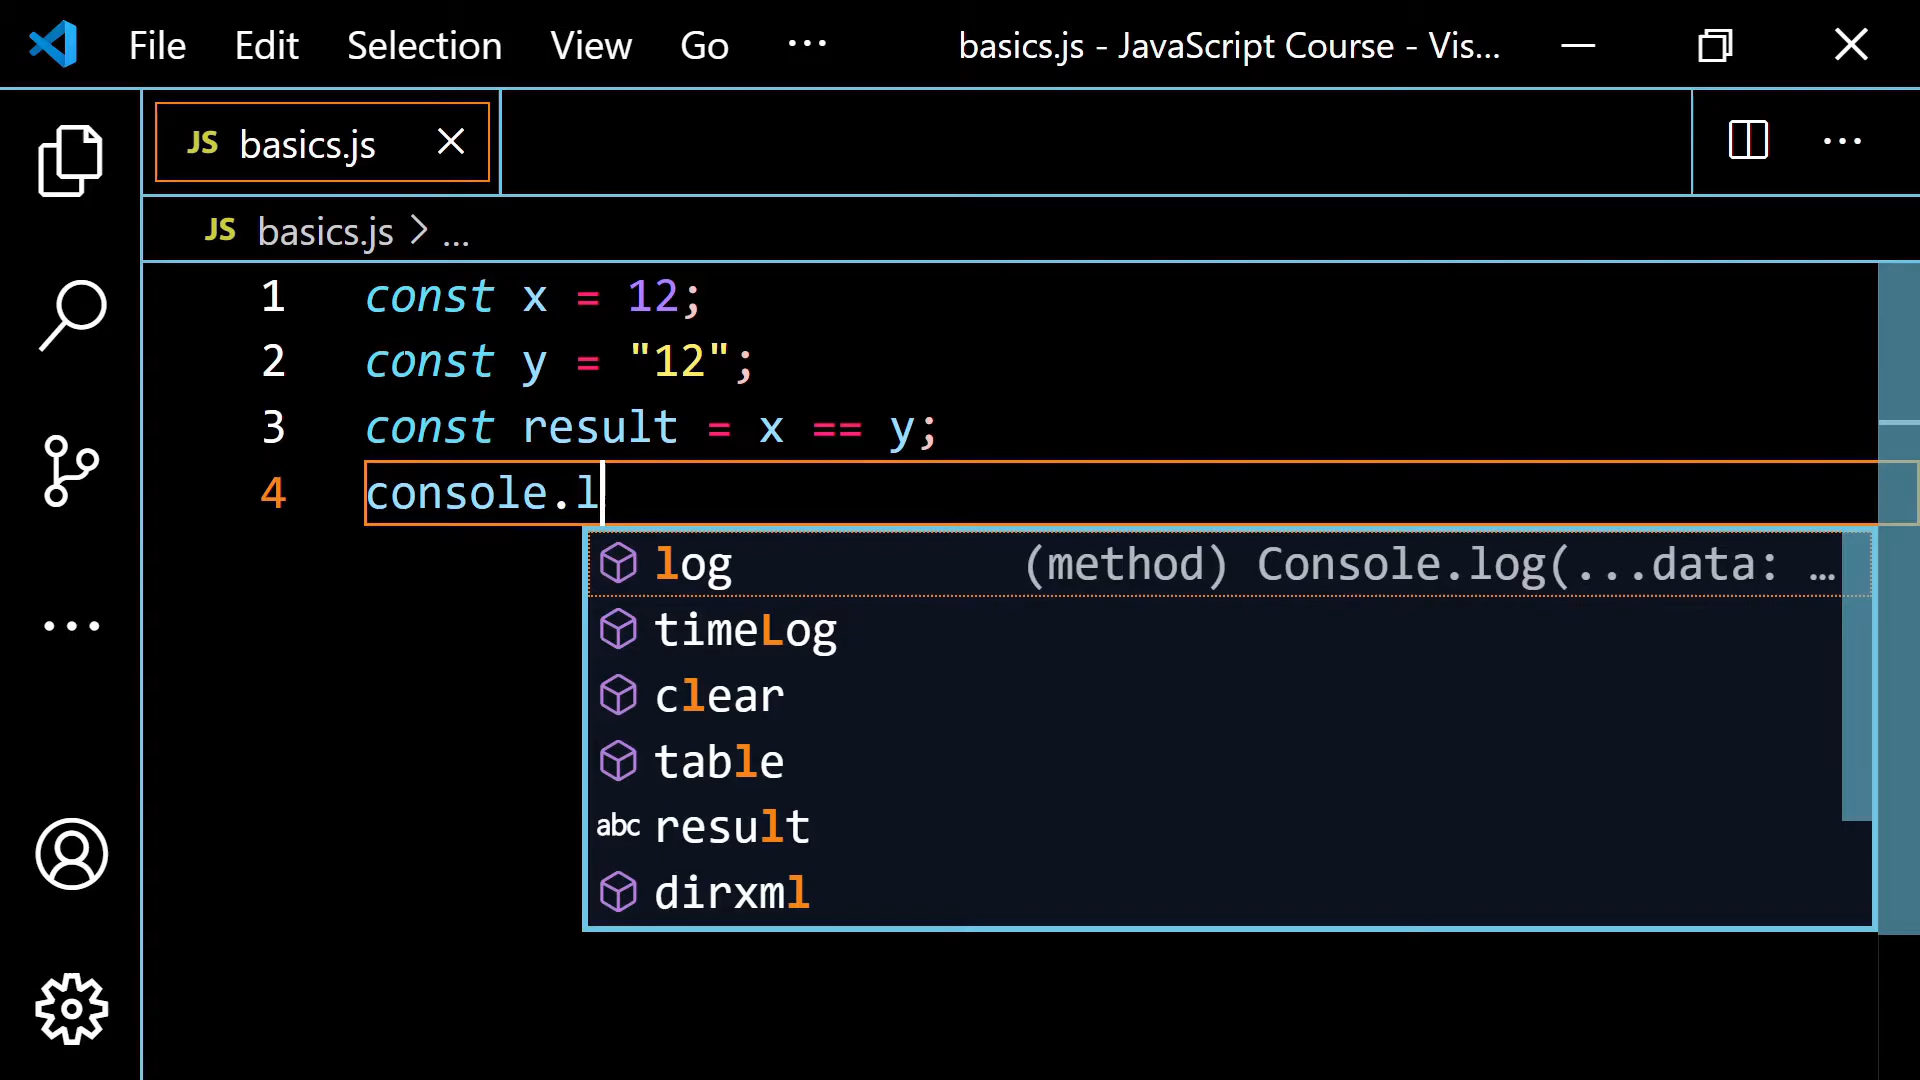 File Edit Selection View Go ··· basics.js - JavaScript Course - Vis...
JS basics.js
JS basics.js > ...
1 const x = 12;
2 const y = "12";
3 const result = x == y;
4 console.l
log (method) Console.log(...data: …
timeLog
clear
table
abc result
dirxml